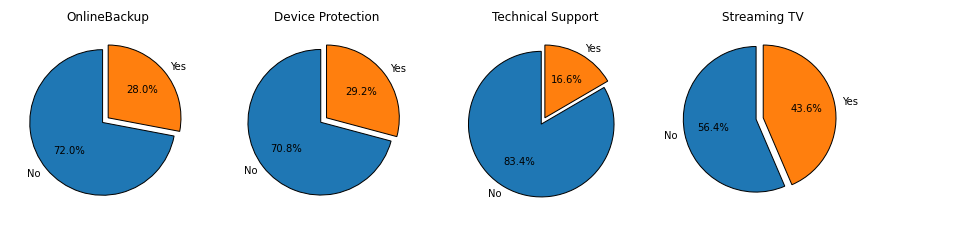 OnlineBackup
Yes
28.0%
72.0%
No
Device Protection
Yes
29.2%
70.8%
No
Technical Support
Yes
16.6%
83.4%
No
Streaming TV
Yes
43.6%
56.4%
No